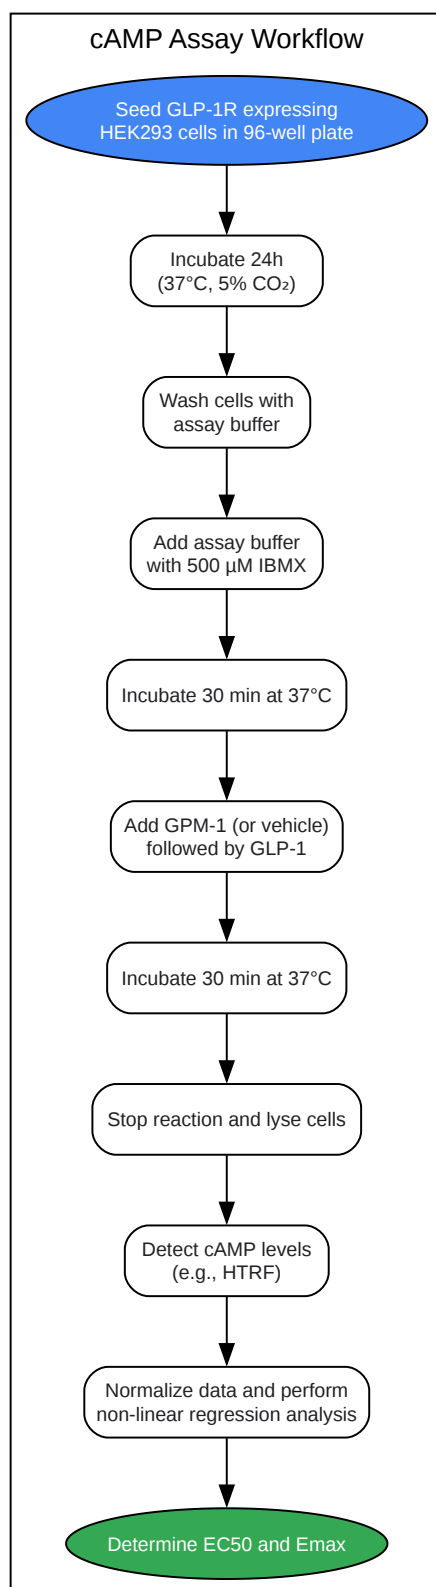 cAMP Assay Workflow
Seed GLP-1R expressing
HEK293 cells in 96-well plate
Incubate 24h
(37°C, 5% CO₂)
Wash cells with
assay buffer
Add assay buffer
with 500 µM IBMX
Incubate 30 min at 37°C
Add GPM-1 (or vehicle)
followed by GLP-1
Incubate 30 min at 37°C
Stop reaction and lyse cells
Detect cAMP levels
(e.g., HTRF)
Normalize data and perform
non-linear regression analysis
Determine EC50 and Emax